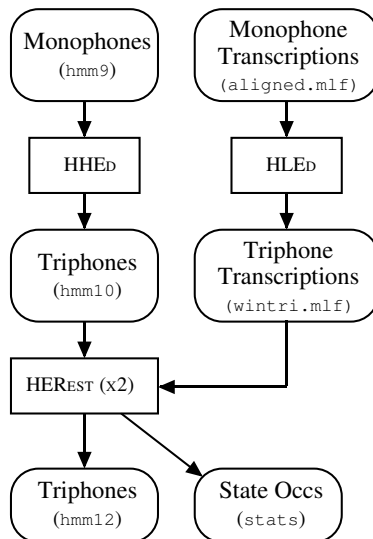 Monophones
(hmm9)
Monophone
Transcriptions
(aligned.mlf)
HHED
HLED
Triphones
(hmm10)
Triphone
Transcriptions
(wintri.mlf)
HEREST (X2)
Triphones
(hmm12)
State Occs
(stats)